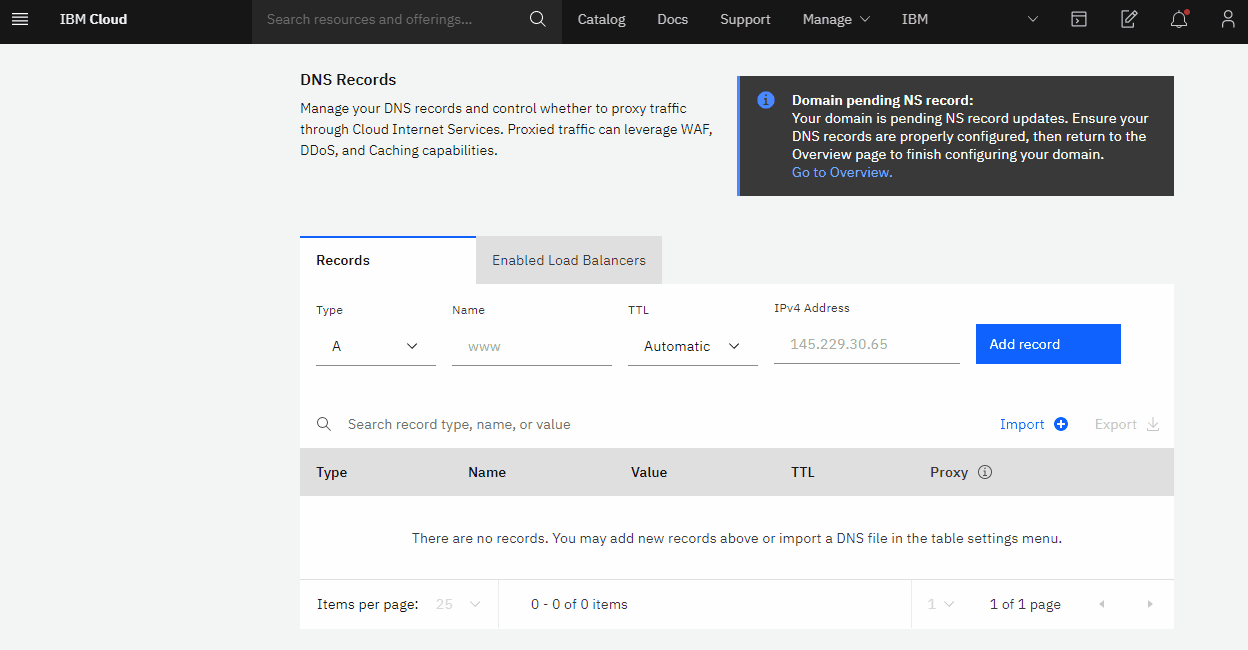 IBM Cloud
Search resources and offerings...
Catalog
Docs
Support
Manage
IBM
DNS Records
Manage your DNS records and control whether to proxy traffic
through Cloud Internet Services. Proxied traffic can leverage WAF,
DDoS, and Caching capabilities.
Domain pending NS record:
Your domain is pending NS record updates. Ensure your
DNS records are properly configured, then return to the
Overview page to finish configuring your domain.
Go to Overview.
Records
Enabled Load Balancers
Type
Name
TTL
IPv4 Address
A
www
Automatic
145.229.30.65
Add record
Search record type, name, or value
Import
Export
Type
Name
Value
TTL
Proxy
There are no records. You may add new records above or import a DNS file in the table settings menu.
Items per page:
25
0 - 0 of 0 items
1
1 of 1 page